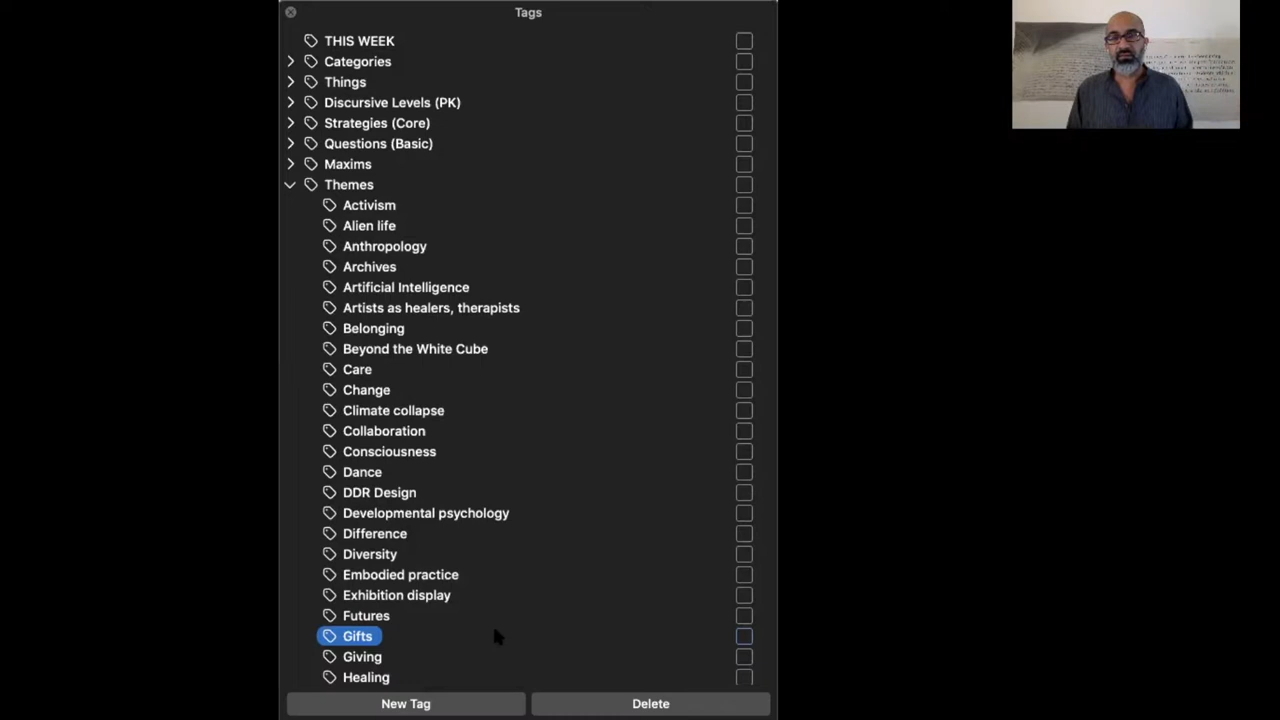 Tags
THIS WEEK
Categories
Things
Discursive Levels (PK)
Strategies (Core)
Questions (Basic)
Maxims
Themes
Activism
Alien life
Anthropology
Archives
Artificial Intelligence
Artists as healers, therapists
Belonging
Beyond the White Cube
Care
Change
Climate collapse
Collaboration
Consciousness
Dance
DDR Design
Developmental psychology
Difference
Diversity
Embodied practice
Exhibition display
Futures
Gifts
Giving
Healing
New Tag
Delete